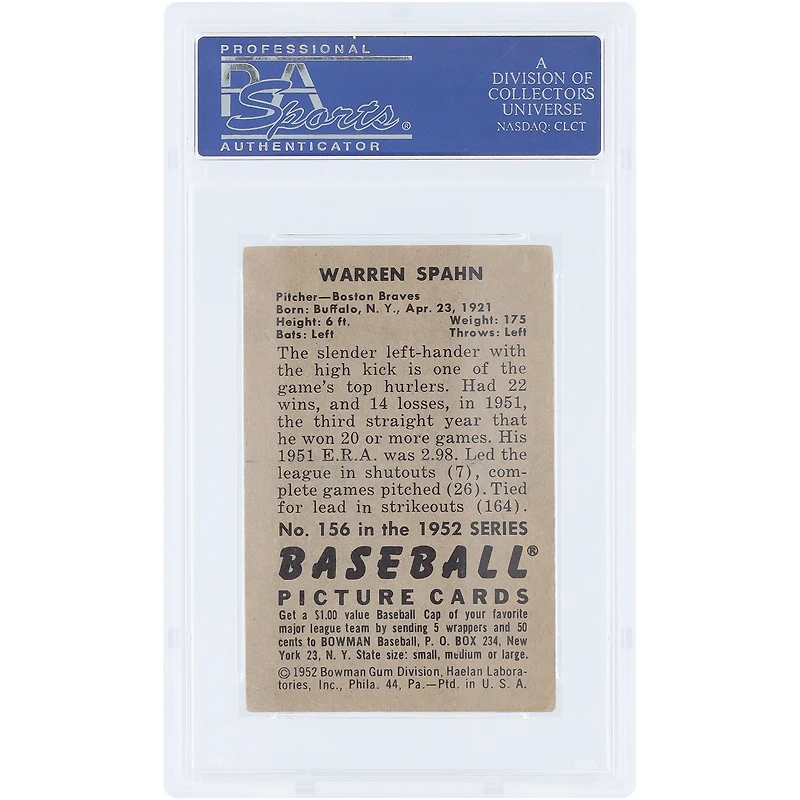 PROFESSIONAL
PSA
Sports®
AUTHENTICATOR
A
DIVISION OF
COLLECTORS
UNIVERSE
NASDAQ: CLCT
WARREN SPAHN
Pitcher—Boston Braves
Born: Buffalo, N. Y., Apr. 23, 1921
Height: 6 ft. Weight: 175
Bats: Left Throws: Left
The slender left-hander with
the high kick is one of the
game's top hurlers. Had 22
wins, and 14 losses, in 1951,
the third straight year that
he won 20 or more games. His
1951 E.R.A. was 2.98. Led the
league in shutouts (7), com-
plete games pitched (26). Tied
for lead in strikeouts (164).
No. 156 in the 1952 SERIES
BASEBALL®
PICTURE CARDS
Get a $1.00 value Baseball Cap of your favorite
major league team by sending 5 wrappers and 50
cents to BOWMAN Baseball, P. O. BOX 234, New
York 23, N. Y. State size: small, medium or large.
© 1952 Bowman Gum Division, Haelan Labora-
tories, Inc., Phila. 44, Pa.—Ptd. in U. S. A.